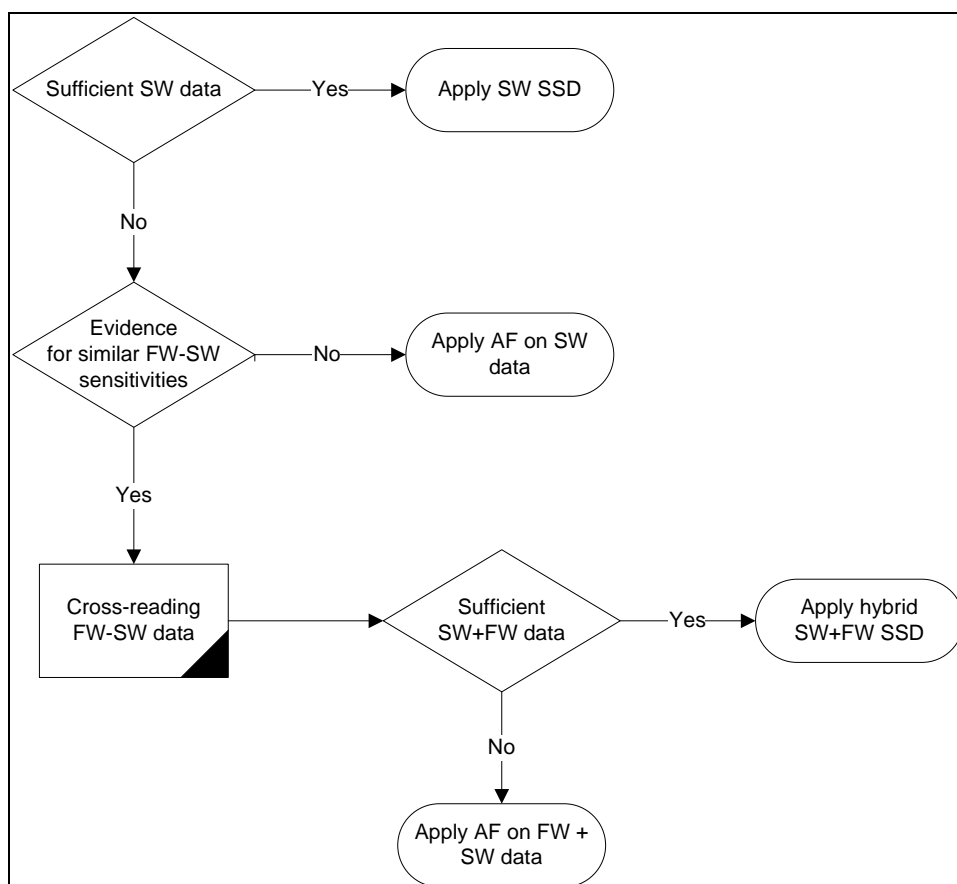 Sufficient SW data
Yes
Apply SW SSD
No
Evidence
for similar FW-SW
sensitivities
No
Apply AF on SW
data
Yes
Cross-reading
FW-SW data
Sufficient
SW+FW data
Yes
Apply hybrid
SW+FW SSD
No
Apply AF on FW +
SW data